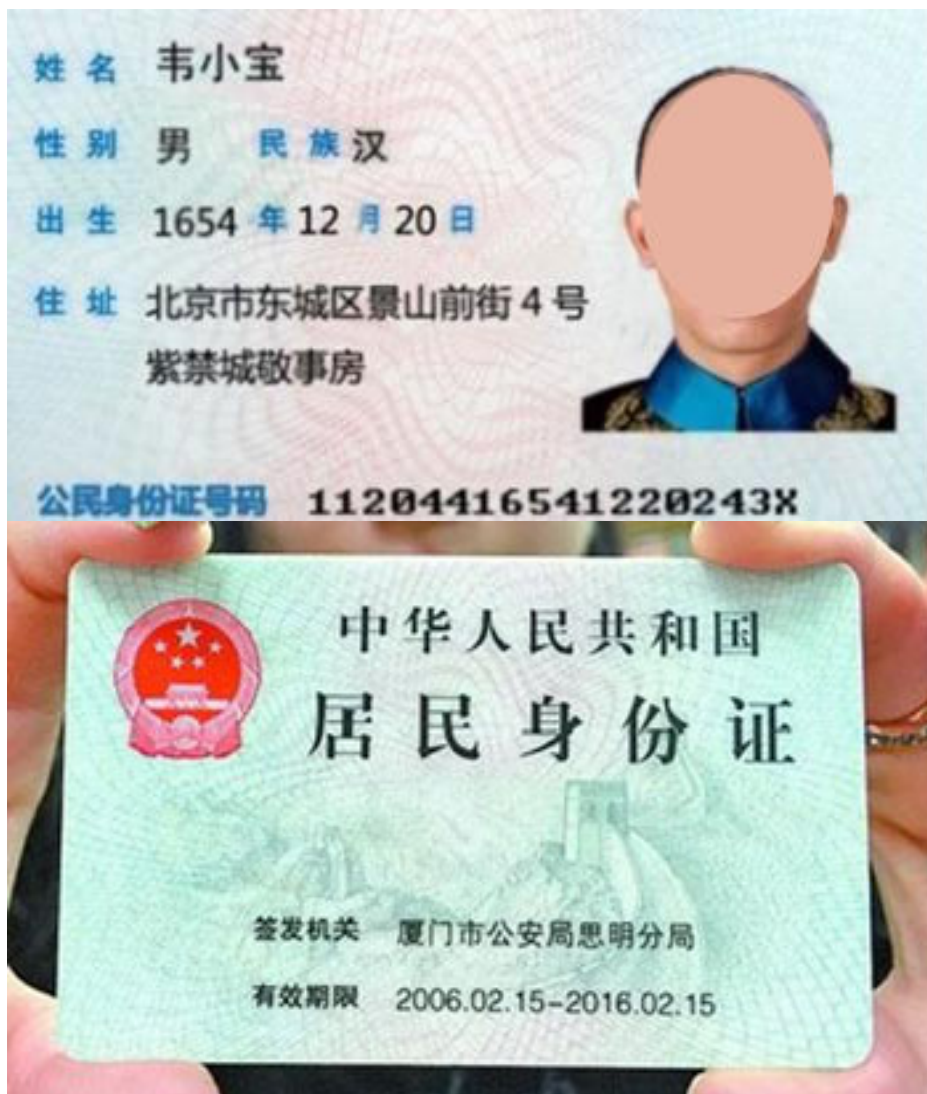 姓名 韦小宝
性别 男 民族 汉
出生 1654 年 12 月 20 日
住址 北京市东城区景山前街 4 号
紫禁城敬事房
公民身份证号码 11204416541220243X
中华人民共和国
居民身份证
签发机关 厦门市公安局思明分局
有效期限 2006.02.15-2016.02.15